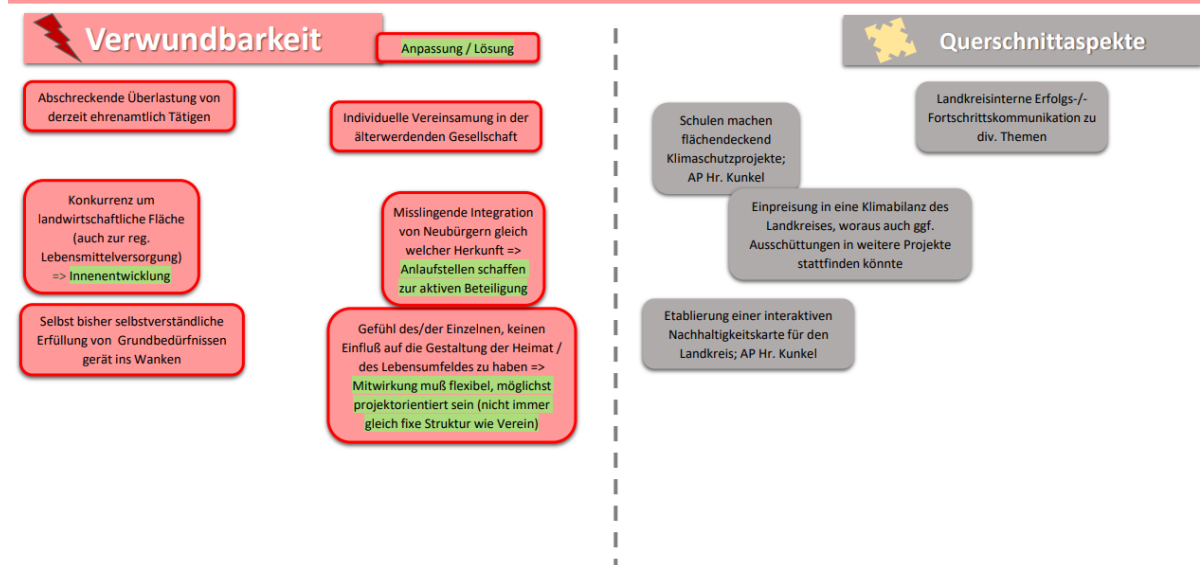 Verwundbarkeit
Anpassung / Lösung
Abschreckende Überlastung von
derzeit ehrenamtlich Tätigen
Individuelle Vereinsamung in der
älterwerdenden Gesellschaft
Konkurrenz um
landwirtschaftliche Fläche
(auch zur reg.
Lebensmittelversorgung)
=> Innenentwicklung
Misslingende Integration
von Neubürgern gleich
welcher Herkunft =>
Anlaufstellen schaffen
zur aktiven Beteiligung
Selbst bisher selbstverständliche
Erfüllung von Grundbedürfnissen
gerät ins Wanken
Gefühl des/der Einzelnen, keinen
Einfluß auf die Gestaltung der Heimat /
des Lebensumfeldes zu haben =>
Mitwirkung muß flexibel, möglichst
projektorientiert sein (nicht immer
gleich fixe Struktur wie Verein)
Querschnittaspekte
Schulen machen
flächendeckend
Klimaschutzprojekte;
AP Hr. Kunkel
Landkreisinterne Erfolgs-/-
Fortschrittskommunikation zu
div. Themen
Einpreisung in eine Klimabilanz des
Landkreises, woraus auch ggf.
Ausschüttungen in weitere Projekte
stattfinden könnte
Etablierung einer interaktiven
Nachhaltigkeitskarte für den
Landkreis; AP Hr. Kunkel